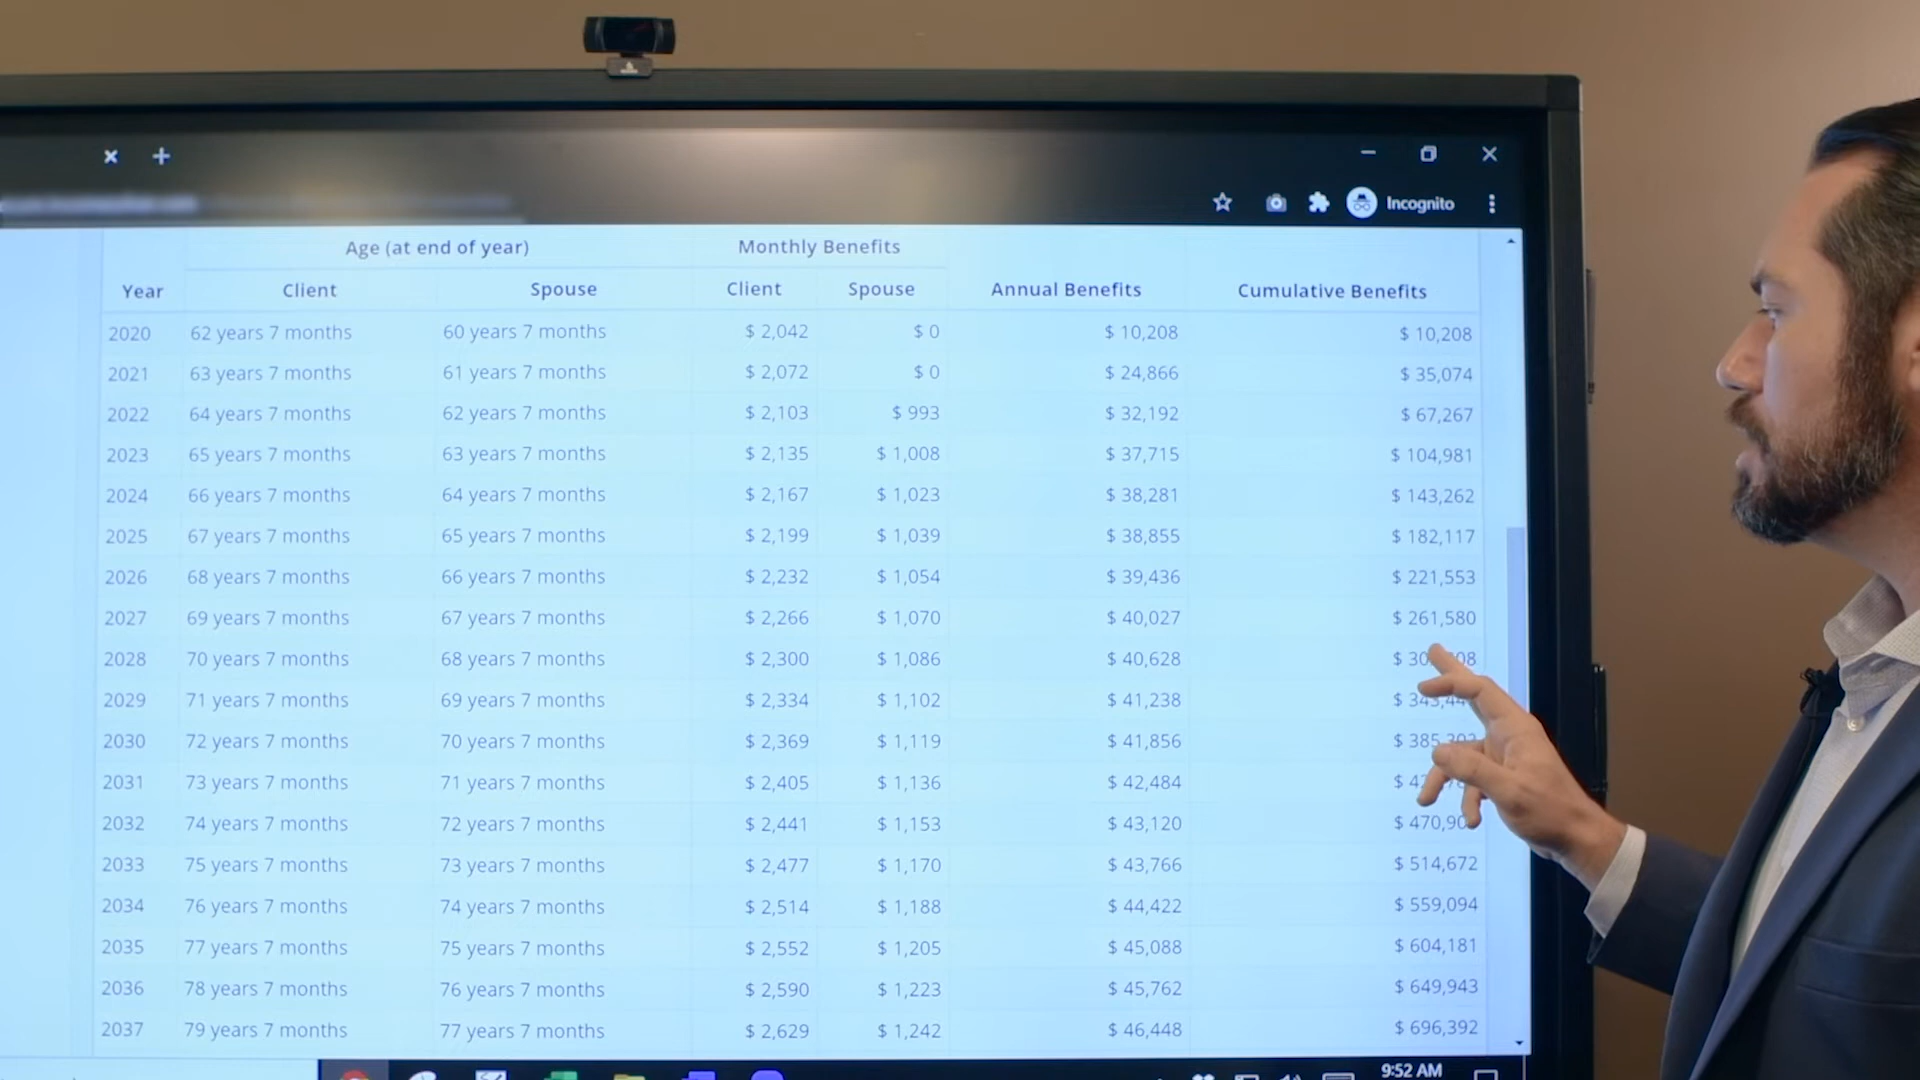 Incognito
Age (at end of year) Monthly Benefits
Year Client Spouse Client Spouse Annual Benefits Cumulative Benefits
2020 62 years 7 months 60 years 7 months $ 2,042 $ 0 $ 10,208 $ 10,208
2021 63 years 7 months 61 years 7 months $ 2,072 $ 0 $ 24,866 $ 35,074
2022 64 years 7 months 62 years 7 months $ 2,103 $ 993 $ 32,192 $ 67,267
2023 65 years 7 months 63 years 7 months $ 2,135 $ 1,008 $ 37,715 $ 104,981
2024 66 years 7 months 64 years 7 months $ 2,167 $ 1,023 $ 38,281 $ 143,262
2025 67 years 7 months 65 years 7 months $ 2,199 $ 1,039 $ 38,855 $ 182,117
2026 68 years 7 months 66 years 7 months $ 2,232 $ 1,054 $ 39,436 $ 221,553
2027 69 years 7 months 67 years 7 months $ 2,266 $ 1,070 $ 40,027 $ 261,580
2028 70 years 7 months 68 years 7 months $ 2,300 $ 1,086 $ 40,628 $
2029 71 years 7 months 69 years 7 months $ 2,334 $ 1,102 $ 41,238 $
2030 72 years 7 months 70 years 7 months $ 2,369 $ 1,119 $ 41,856 $
2031 73 years 7 months 71 years 7 months $ 2,405 $ 1,136 $ 42,484 $
2032 74 years 7 months 72 years 7 months $ 2,441 $ 1,153 $ 43,120 $
2033 75 years 7 months 73 years 7 months $ 2,477 $ 1,170 $ 43,766 $ 514,672
2034 76 years 7 months 74 years 7 months $ 2,514 $ 1,188 $ 44,422 $ 559,094
2035 77 years 7 months 75 years 7 months $ 2,552 $ 1,205 $ 45,088 $ 604,181
2036 78 years 7 months 76 years 7 months $ 2,590 $ 1,223 $ 45,762 $ 649,943
2037 79 years 7 months 77 years 7 months $ 2,629 $ 1,242 $ 46,448 $ 696,392
9:52 AM